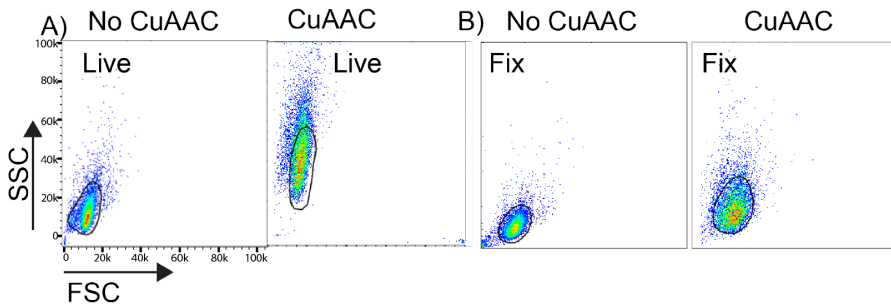 A) No CuAAC CuAAC B) No CuAAC CuAAC
100k
Live Live Fix Fix
80k
60k
SSC
40k
20k
0
0 20k 40k 60k 80k 100k
FSC